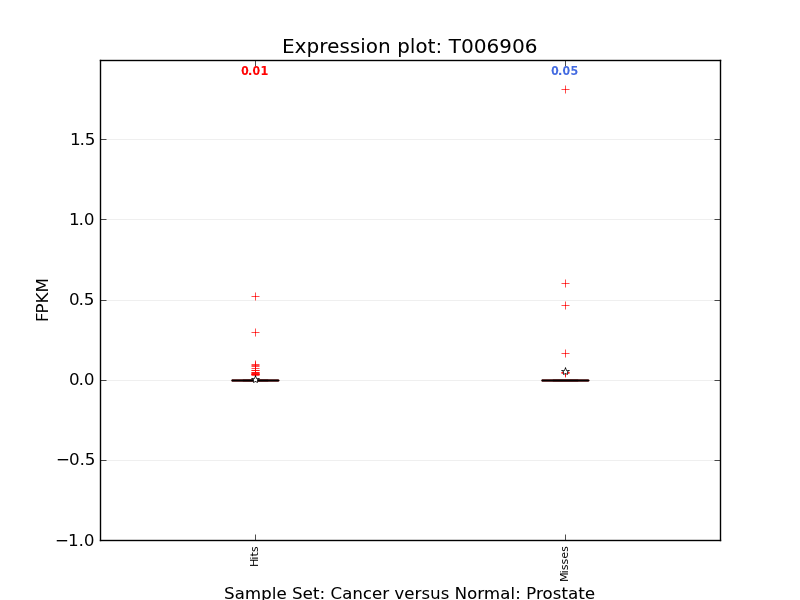 Expression plot: T006906
0.01
0.05
1.5
1.0
0.5
0.0
−0.5
−1.0
FPKM
Hits
Misses
Sample Set: Cancer versus Normal: Prostate